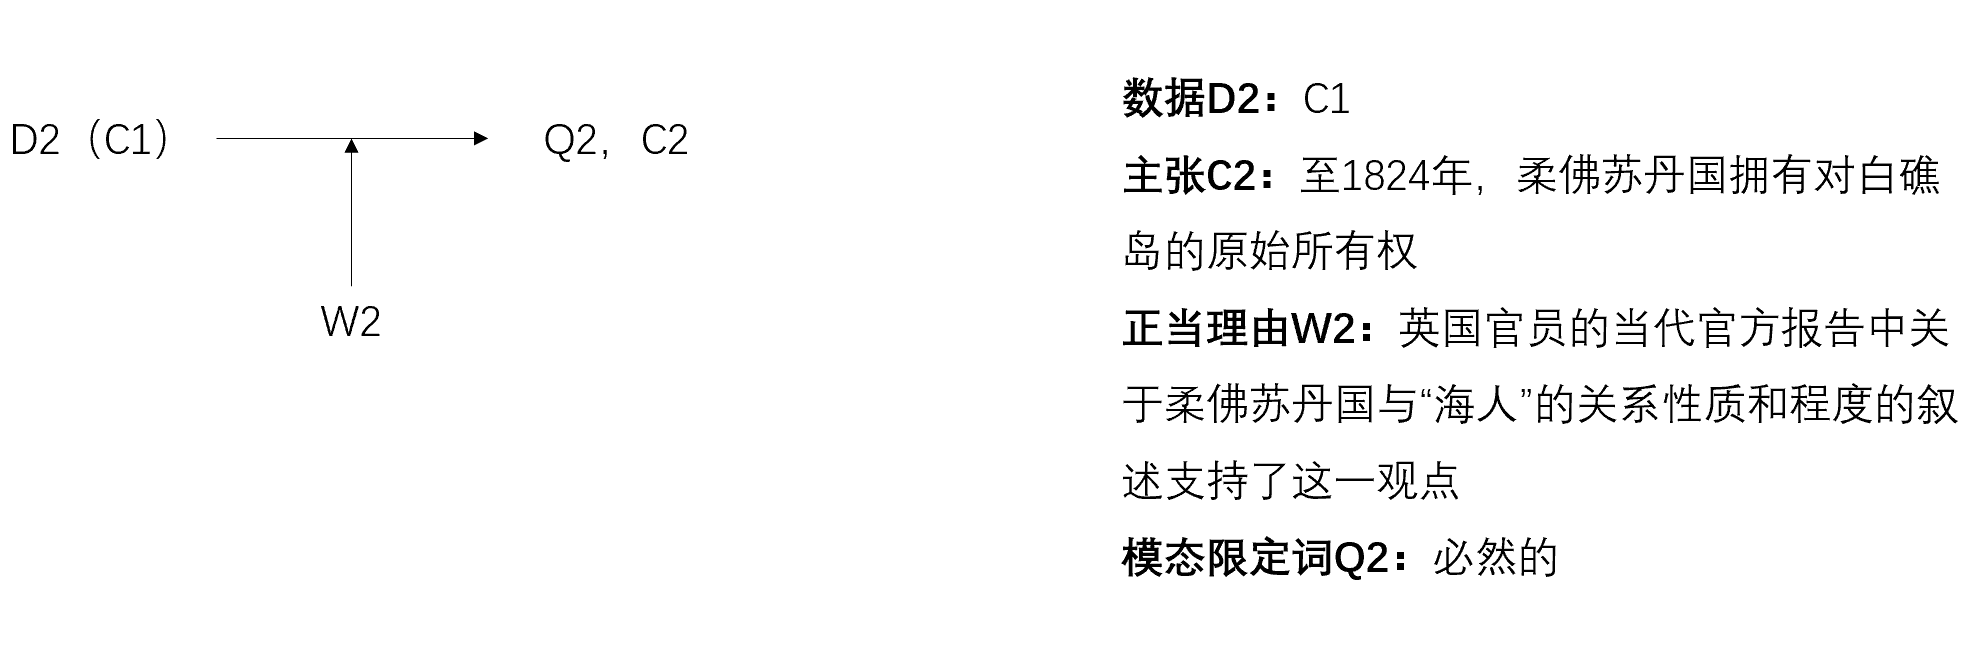 D2（C1）
Q2，C2
W2
数据D2：C1
主张C2：至1824年，柔佛苏丹国拥有对白礁
岛的原始所有权
正当理由W2：英国官员的当代官方报告中关
于柔佛苏丹国与“海人”的关系性质和程度的叙
述支持了这一观点
模态限定词Q2：必然的